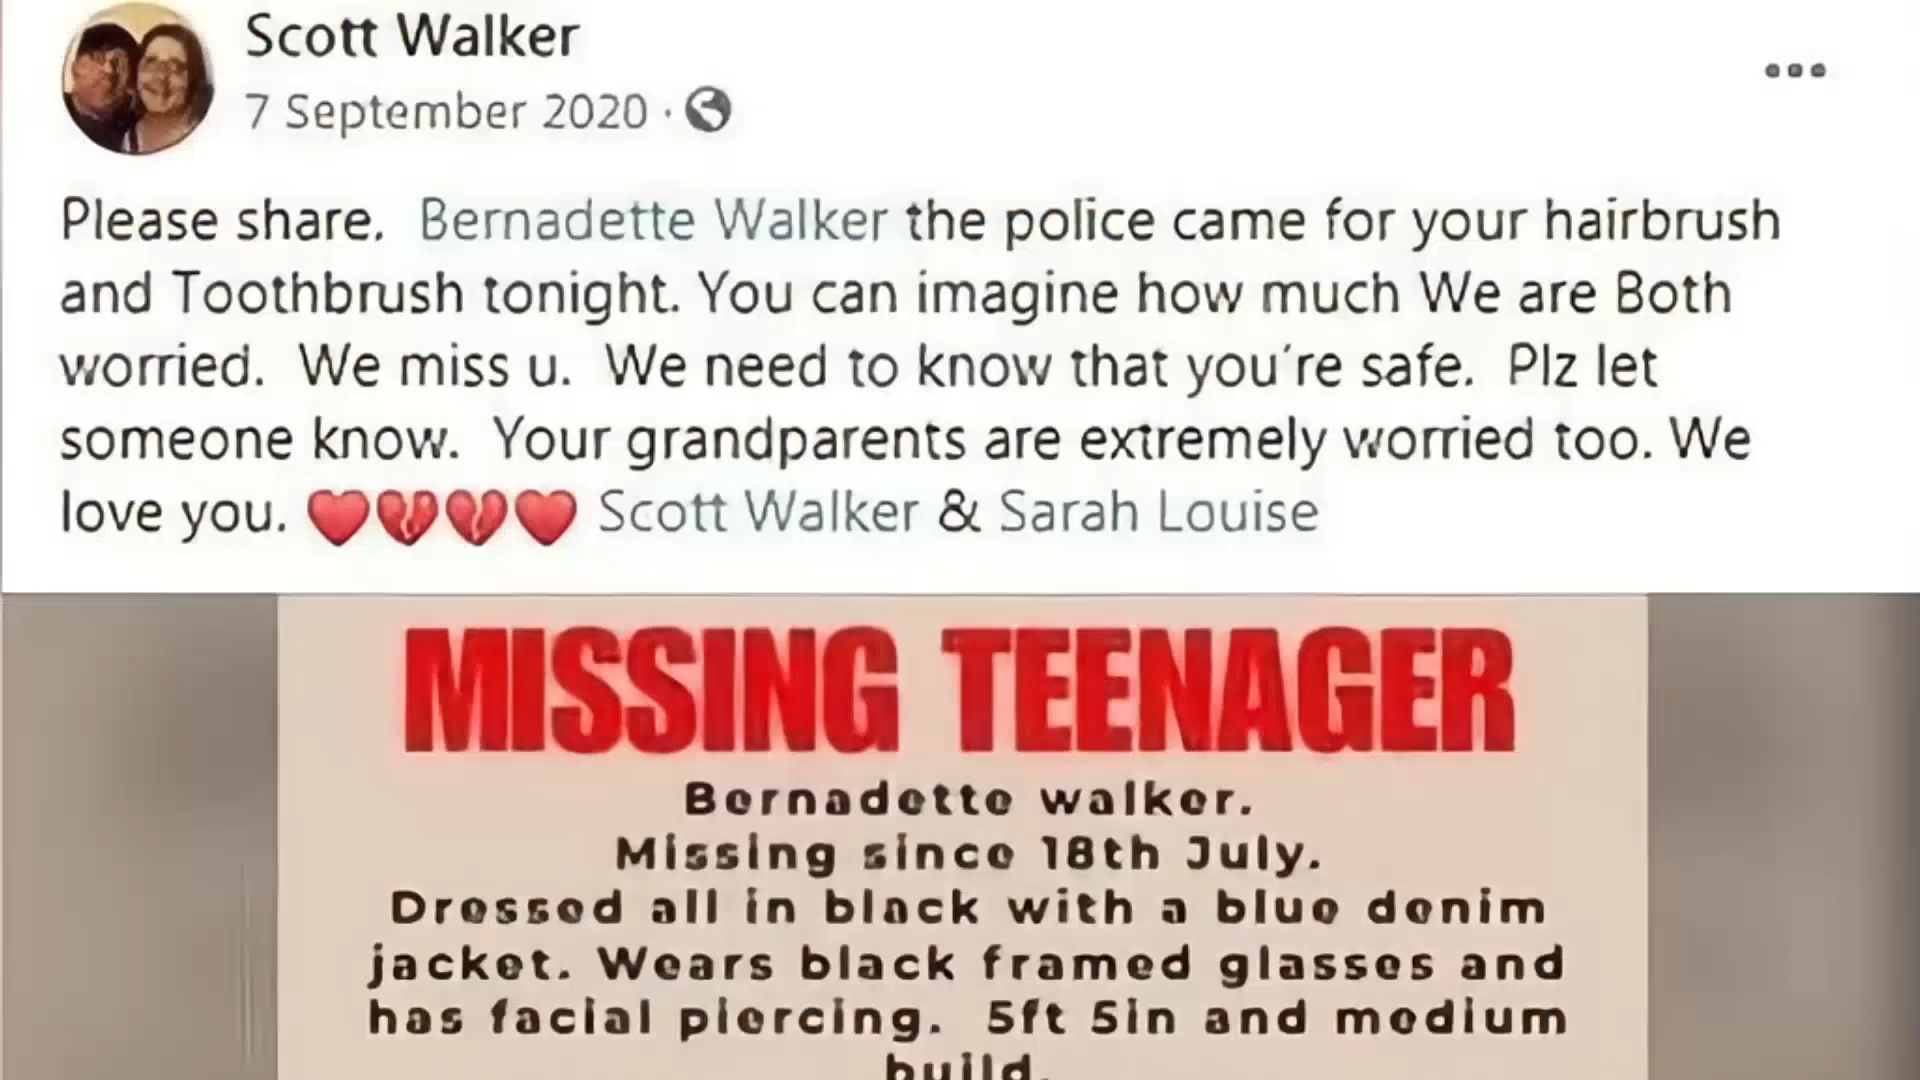 Scott Walker
7 September 2020 ·
Please share. Bernadette Walker the police came for your hairbrush
and Toothbrush tonight. You can imagine how much We are Both
worried. We miss u. We need to know that you're safe. Plz let
someone know. Your grandparents are extremely worried too. We
love you. ❤️💔💔❤️ Scott Walker & Sarah Louise
MISSING TEENAGER
Bernadette walker.
Missing since 18th July.
Dressed all in black with a blue denim
jacket. Wears black framed glasses and
has facial piercing. 5ft 5in and medium
build.